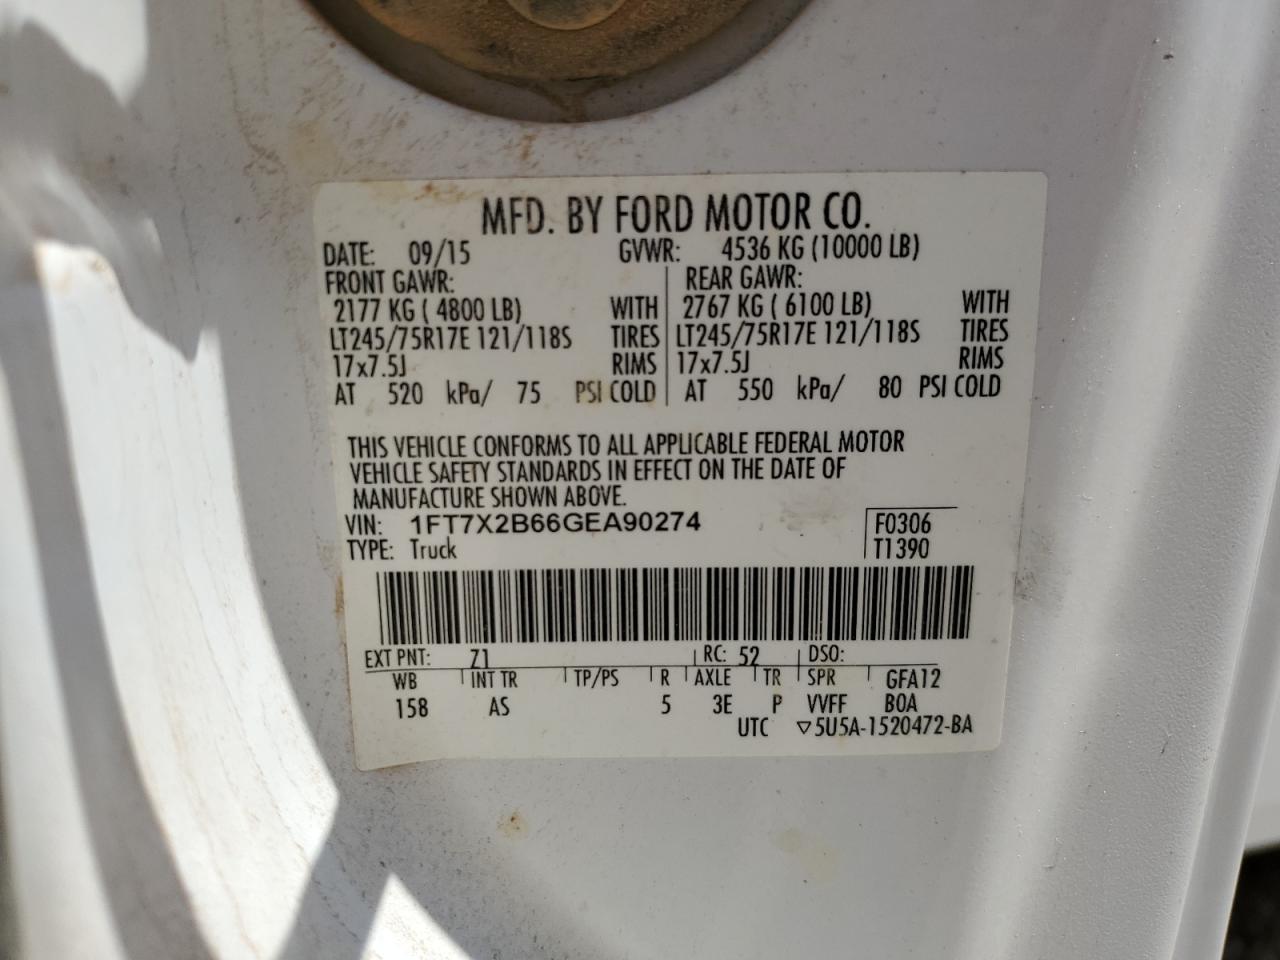 MFD. BY FORD MOTOR CO.
DATE: 09/15 GVWR: 4536 KG (10000 LB)
FRONT GAWR: REAR GAWR:
2177 KG ( 4800 LB) WITH 2767 KG ( 6100 LB) WITH
LT245/75R17E 121/118S TIRES LT245/75R17E 121/118S TIRES
17x7.5J RIMS 17x7.5J RIMS
AT 520 kPa/ 75 PSI COLD AT 550 kPa/ 80 PSI COLD
THIS VEHICLE CONFORMS TO ALL APPLICABLE FEDERAL MOTOR
VEHICLE SAFETY STANDARDS IN EFFECT ON THE DATE OF
MANUFACTURE SHOWN ABOVE.
VIN: 1FT7X2B66GEA90274 F0306
TYPE: Truck T1390
EXT PNT: Z1 RC: 52 DSO:
WB INT TR TP/PS R AXLE TR SPR GFA12
158 AS 5 3E P VVFF BOA
UTC ▽5U5A-1520472-BA